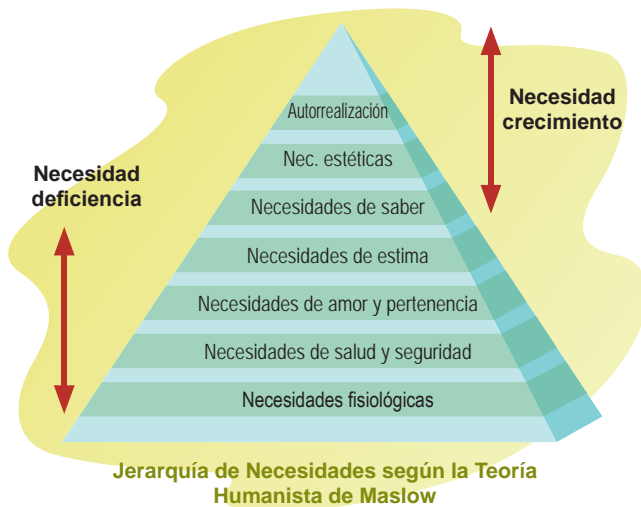 Necesidad
crecimiento
Necesidad
deficiencia
Autorrealización
Nec. estéticas
Necesidades de saber
Necesidades de estima
Necesidades de amor y pertenencia
Necesidades de salud y seguridad
Necesidades fisiológicas
Jerarquía de Necesidades según la Teoría
Humanista de Maslow